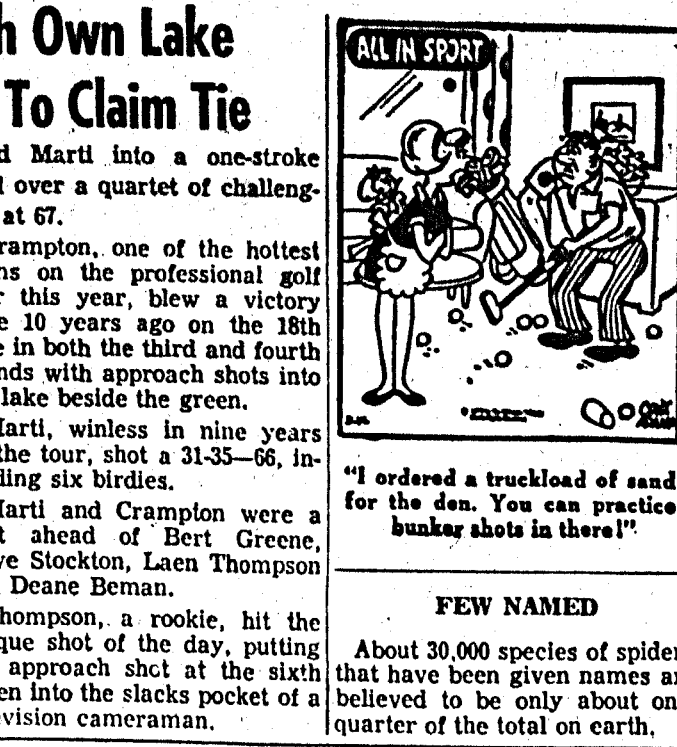 h Own Lake
To Claim Tie
d Marti into a one-stroke
l over a quartet of challeng-
at 67.
rampton, one of the hottest
ns on the professional golf
r this year, blew a victory
e 10 years ago on the 18th
e in both the third and fourth
nds with approach shots into
lake beside the green.
Marti, winless in nine years
the tour, shot a 31-35—66, in-
ding six birdies.
Marti and Crampton were a
t ahead of Bert Greene,
ve Stockton, Laen Thompson
Deane Beman.
hompson, a rookie, hit the
que shot of the day, putting
approach shot at the sixth
en into the slacks pocket of a
evision cameraman.
ALL IN SPORT
"I ordered a truckload of sand
for the den. You can practice
bunker shots in there!"
FEW NAMED
About 30,000 species of spider
that have been given names ar
believed to be only about on
quarter of the total on earth.